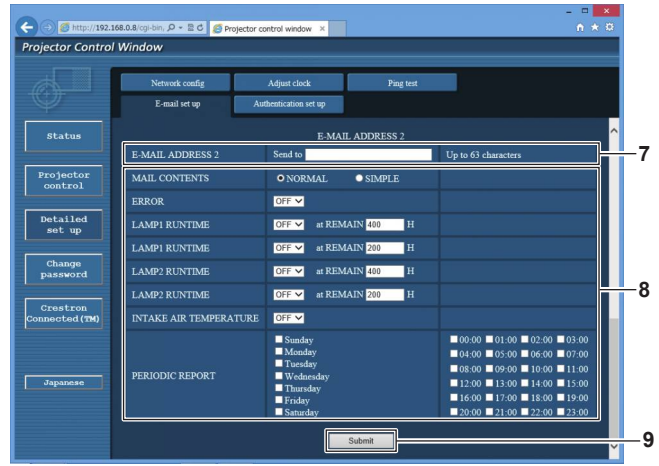 http://192.168.0.8/cgi-bin,
Projector control window
Projector Control Window
Network config
Adjust clock
Ping test
E-mail set up
Authentication set up
Status
Projector control
Detailed set up
Change password
Crestron Connected(TM)
Japanese
E-MAIL ADDRESS 2
E-MAIL ADDRESS 2 Send to Up to 63 characters
7
MAIL CONTENTS NORMAL SIMPLE
ERROR OFF
LAMP1 RUNTIME OFF at REMAIN 400 H
LAMP1 RUNTIME OFF at REMAIN 200 H
LAMP2 RUNTIME OFF at REMAIN 400 H
8
LAMP2 RUNTIME OFF at REMAIN 200 H
INTAKE AIR TEMPERATURE OFF
PERIODIC REPORT
Sunday
Monday
Tuesday
Wednesday
Thursday
Friday
Saturday
00:00 01:00 02:00 03:00
04:00 05:00 06:00 07:00
08:00 09:00 10:00 11:00
12:00 13:00 14:00 15:00
16:00 17:00 18:00 19:00
20:00 21:00 22:00 23:00
Submit
9